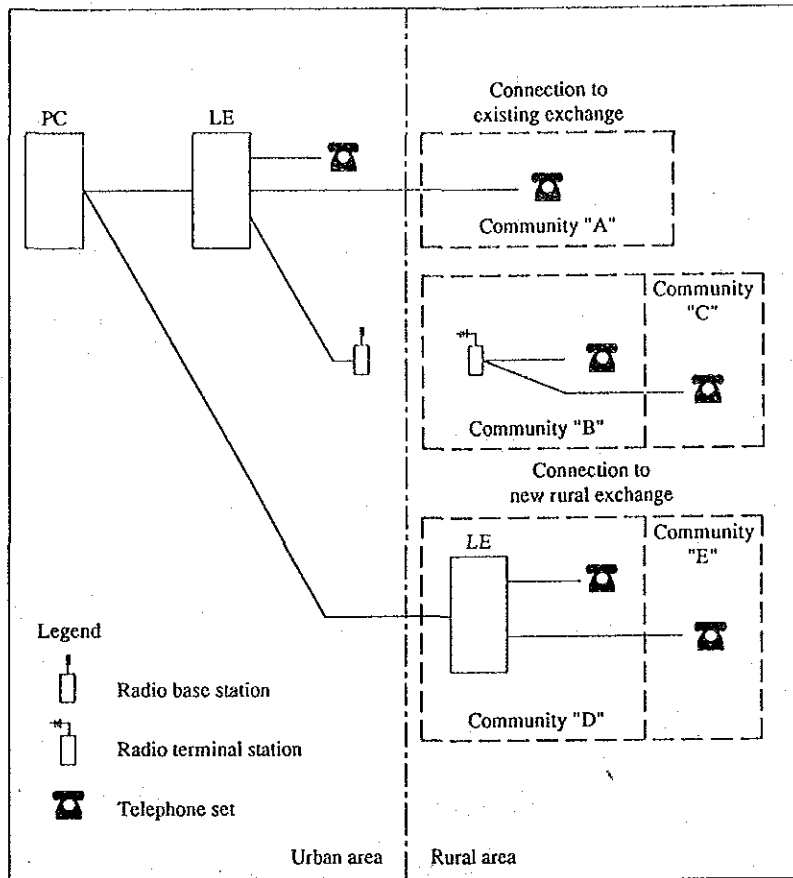 PC
LE
Connection to
existing exchange
Community "A"
Community
"C"
Community "B"
Connection to
new rural exchange
LE
Community
"E"
Community "D"
Legend
Radio base station
Radio terminal station
Telephone set
Urban area
Rural area